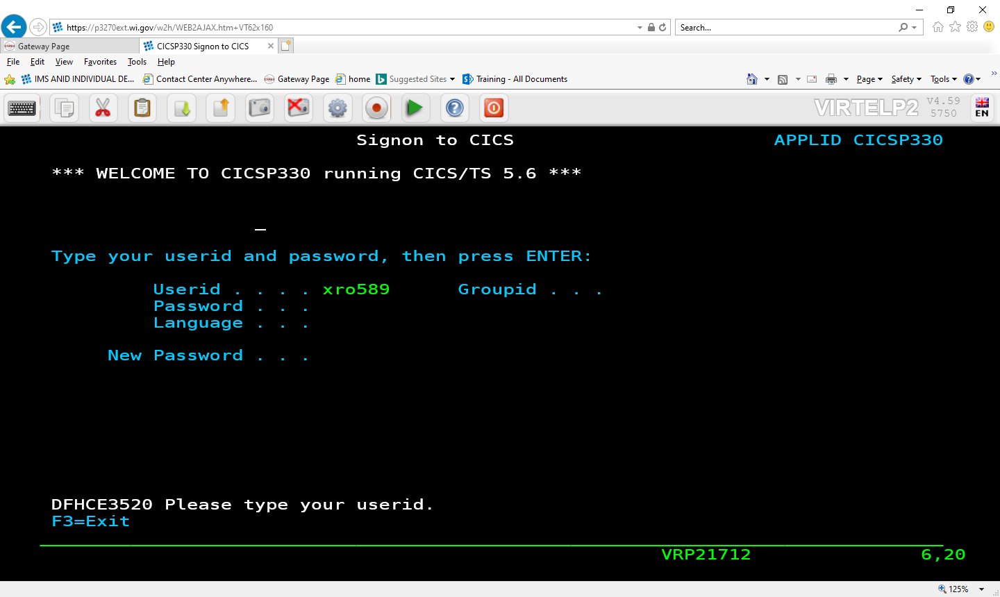 https://p3270ext.wi.gov/w2h/WEB2AJAX.htm+VT62x160
Search...
Gateway Page
CICSP330 Signon to CICS
File Edit View Favorites Tools Help
IMS ANID INDIVIDUAL DE... Contact Center Anywhere... Gateway Page home Suggested Sites Training - All Documents Page Safety Tools
VIRTELP2 V4.59
5750
EN
Signon to CICS APPLID CICSP330
*** WELCOME TO CICSP330 running CICS/TS 5.6 ***
_
Type your userid and password, then press ENTER:
Userid . . . . xro589 Groupid . . .
Password . . .
Language . . .
New Password . . .
DFHCE3520 Please type your userid.
F3=Exit
VRP21712 6,20
125%